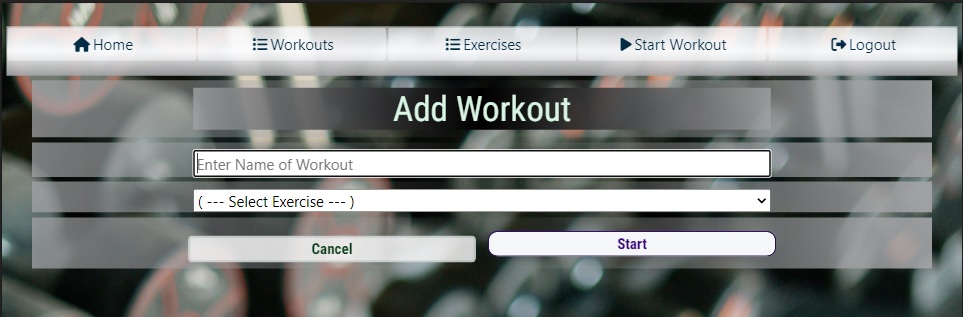 Home Workouts Exercises Start Workout Logout
Add Workout
Enter Name of Workout
( --- Select Exercise --- )
Cancel Start